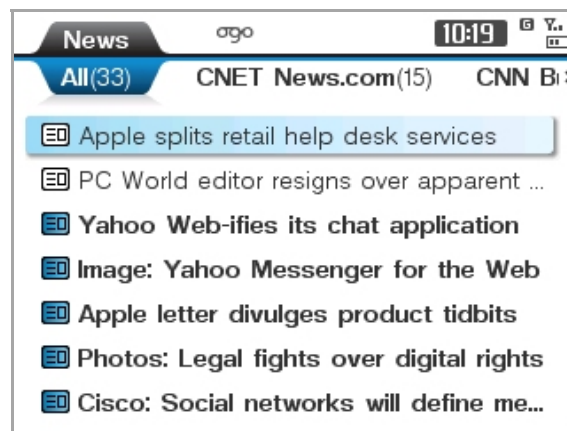 News ogo 10:19 G
All(33) CNET News.com(15) CNN
Apple splits retail help desk services
PC World editor resigns over apparent ...
Yahoo Web-ifies its chat application
Image: Yahoo Messenger for the Web
Apple letter divulges product tidbits
Photos: Legal fights over digital rights
Cisco: Social networks will define me...